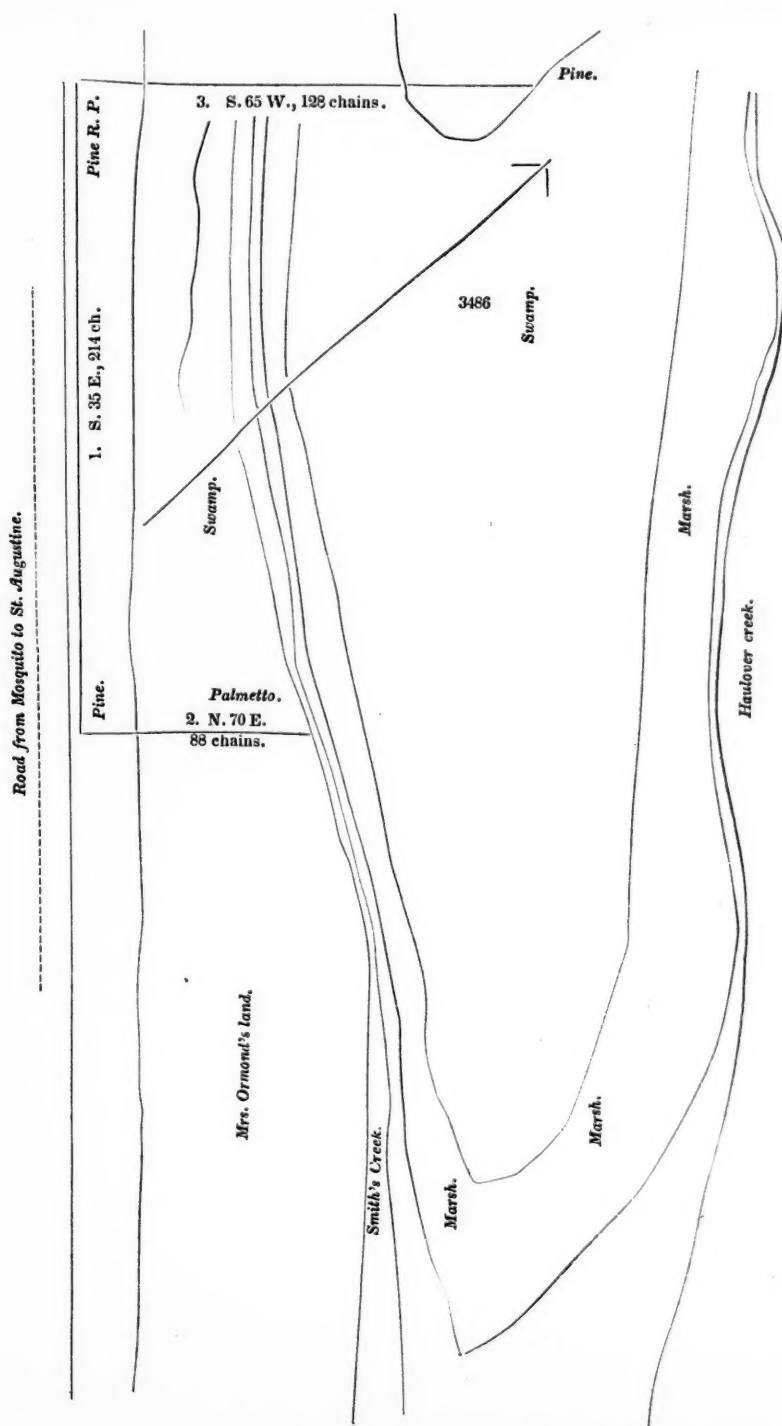 Road from Mosquito to St. Augustine.
Pine R. P.
1. S. 35 E., 214 ch.
Pine.
3. S. 65 W., 128 chains.
Pine.
3486
Swamp.
Swamp.
Palmetto.
2. N. 70 E.
88 chains.
Marsh.
Haulover creek.
Mrs. Ormond's land.
Smith's Creek.
Marsh.
Marsh.